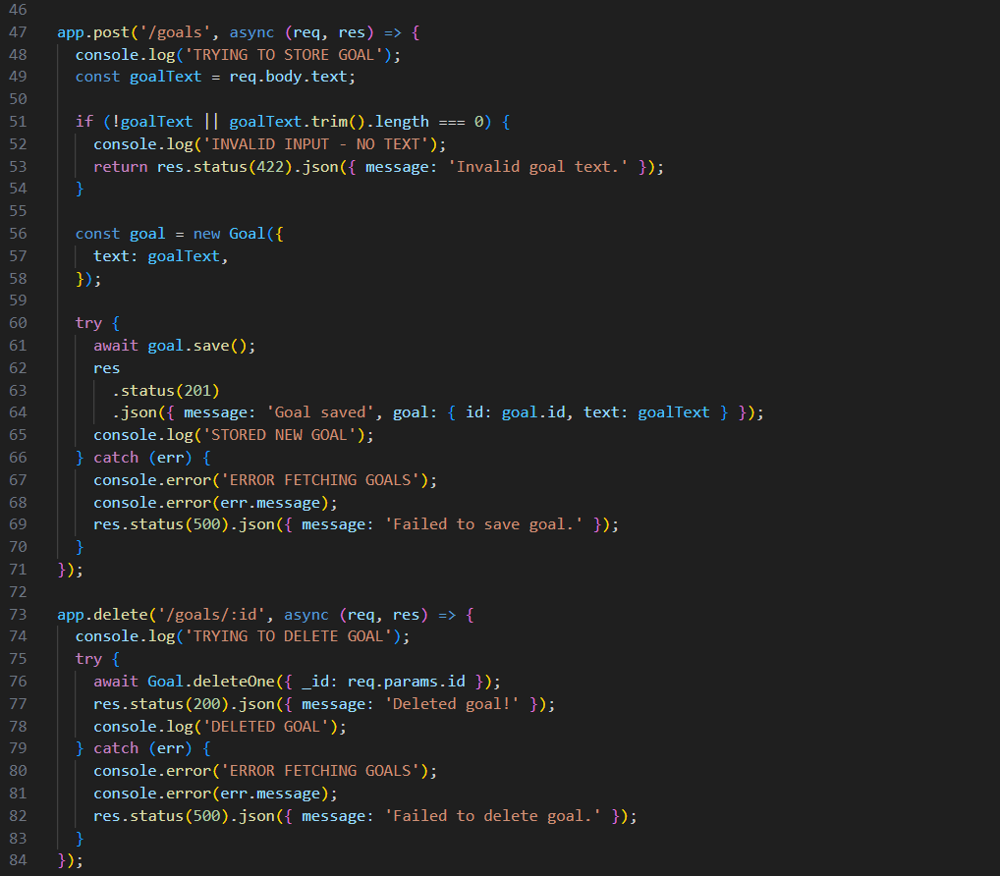 46
47 app.post('/goals', async (req, res) => {
48   console.log('TRYING TO STORE GOAL');
49   const goalText = req.body.text;
50
51   if (!goalText || goalText.trim().length === 0) {
52     console.log('INVALID INPUT - NO TEXT');
53     return res.status(422).json({ message: 'Invalid goal text.' });
54   }
55
56   const goal = new Goal({
57     text: goalText,
58   });
59
60   try {
61     await goal.save();
62     res
63       .status(201)
64       .json({ message: 'Goal saved', goal: { id: goal.id, text: goalText } });
65     console.log('STORED NEW GOAL');
66   } catch (err) {
67     console.error('ERROR FETCHING GOALS');
68     console.error(err.message);
69     res.status(500).json({ message: 'Failed to save goal.' });
70   }
71 });
72
73 app.delete('/goals/:id', async (req, res) => {
74   console.log('TRYING TO DELETE GOAL');
75   try {
76     await Goal.deleteOne({ _id: req.params.id });
77     res.status(200).json({ message: 'Deleted goal!' });
78     console.log('DELETED GOAL');
79   } catch (err) {
80     console.error('ERROR FETCHING GOALS');
81     console.error(err.message);
82     res.status(500).json({ message: 'Failed to delete goal.' });
83   }
84 });